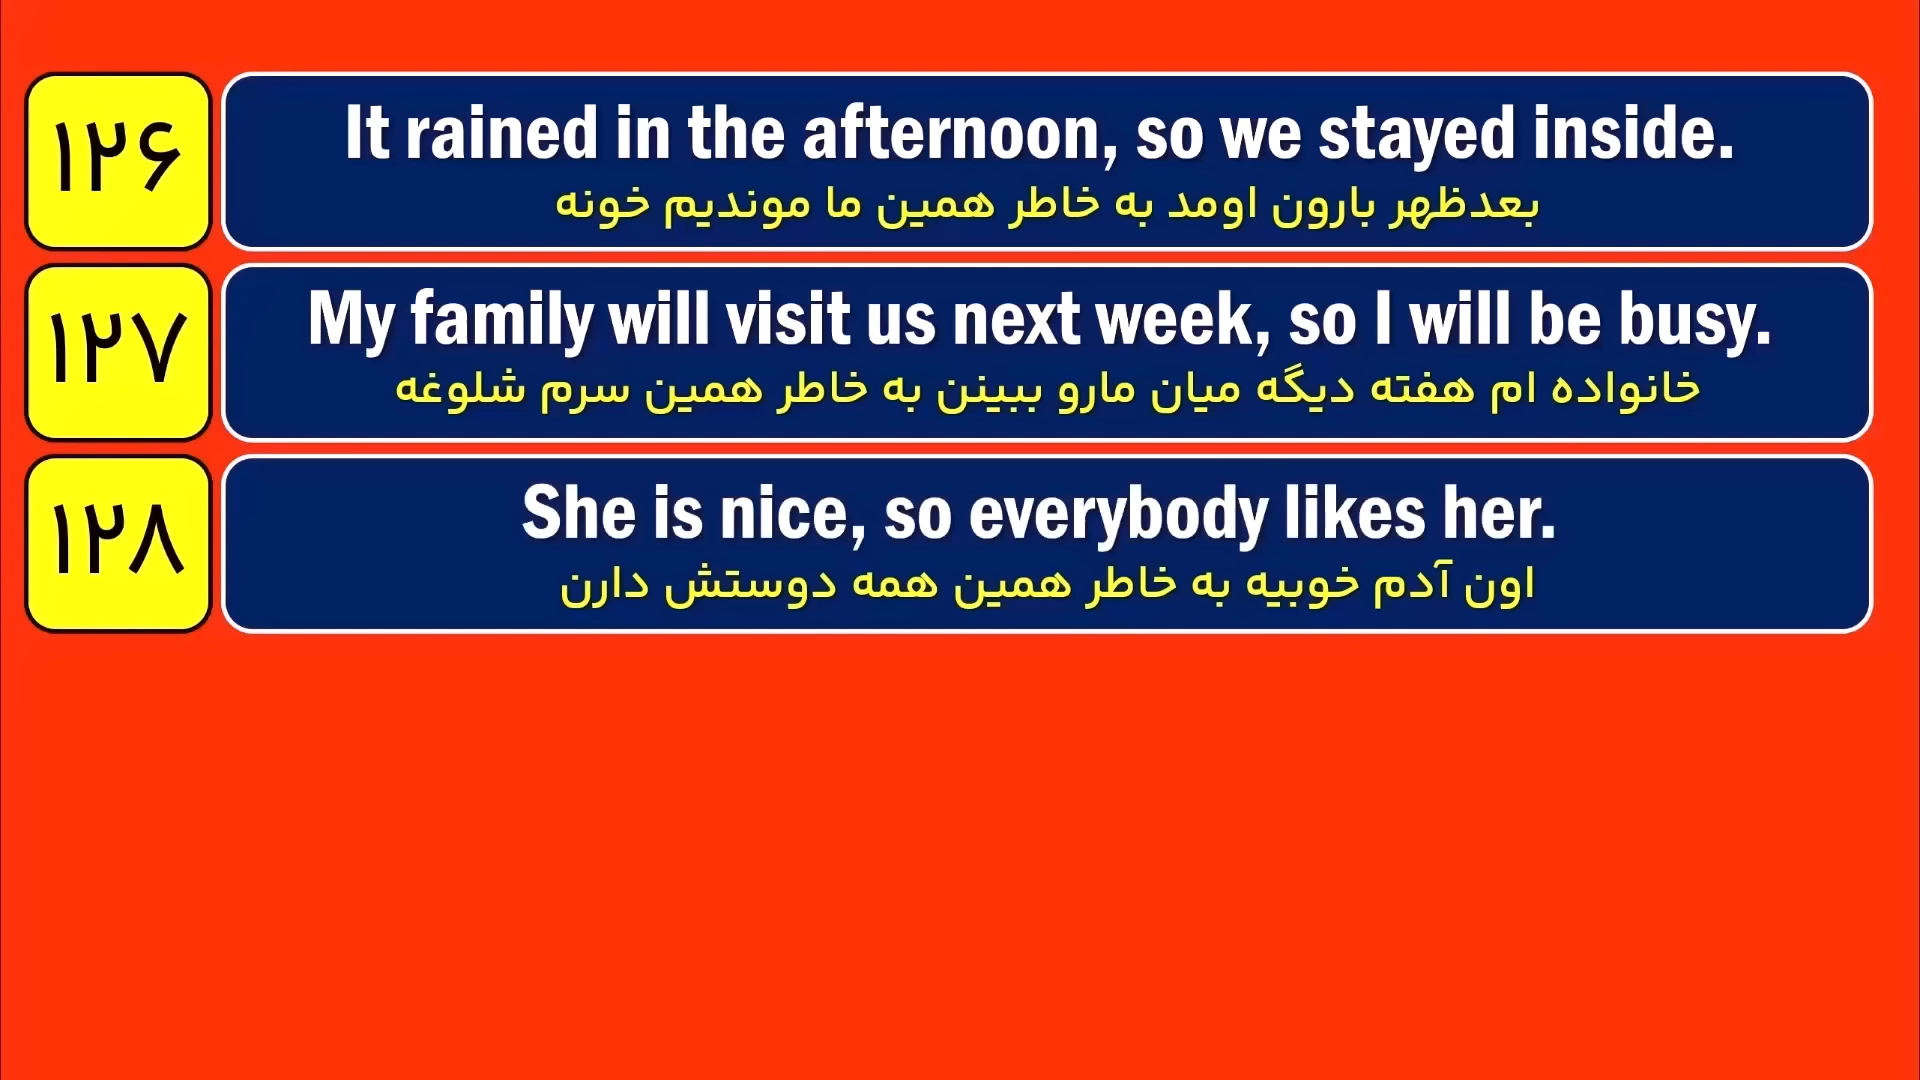 ۱۲۶
It rained in the afternoon, so we stayed inside.
بعدظهر بارون اومد به خاطر همین ما موندیم خونه
۱۲۷
My family will visit us next week, so I will be busy.
خانواده ام هفته دیگه میان مارو ببینن به خاطر همین سرم شلوغه
۱۲۸
She is nice, so everybody likes her.
اون آدم خوبیه به خاطر همین همه دوستش دارن